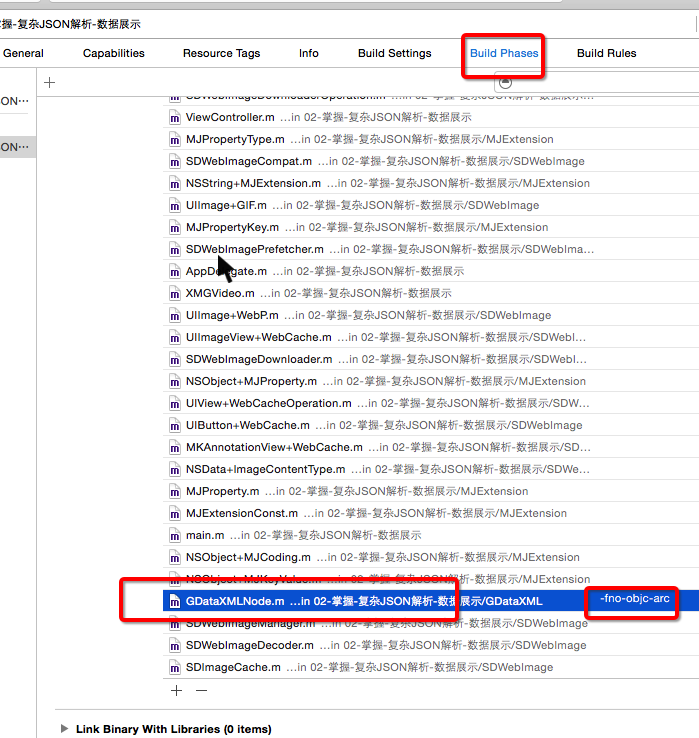 掌握-复杂JSON解析-数据展示
General Capabilities Resource Tags Info Build Settings Build Phases Build Rules
SDWebImageDownloaderOperation.m …in 02-掌握-复杂JSON解析-数据展示/SDWeb…
ON…
ViewController.m …in 02-掌握-复杂JSON解析-数据展示
MJPropertyType.m …in 02-掌握-复杂JSON解析-数据展示/MJExtension
ON…
SDWebImageCompat.m …in 02-掌握-复杂JSON解析-数据展示/SDWebImage
NSString+MJExtension.m …in 02-掌握-复杂JSON解析-数据展示/MJExtension
UIImage+GIF.m …in 02-掌握-复杂JSON解析-数据展示/SDWebImage
MJPropertyKey.m …in 02-掌握-复杂JSON解析-数据展示/MJExtension
SDWebImagePrefetcher.m …in 02-掌握-复杂JSON解析-数据展示/SDWebIma…
AppDelegate.m …in 02-掌握-复杂JSON解析-数据展示
XMGVideo.m …in 02-掌握-复杂JSON解析-数据展示
UIImage+WebP.m …in 02-掌握-复杂JSON解析-数据展示/SDWebImage
UIImageView+WebCache.m …in 02-掌握-复杂JSON解析-数据展示/SDWebI…
SDWebImageDownloader.m …in 02-掌握-复杂JSON解析-数据展示/SDWebI…
NSObject+MJProperty.m …in 02-掌握-复杂JSON解析-数据展示/MJExtension
UIView+WebCacheOperation.m …in 02-掌握-复杂JSON解析-数据展示/SDW…
UIButton+WebCache.m …in 02-掌握-复杂JSON解析-数据展示/SDWebImage
MKAnnotationView+WebCache.m …in 02-掌握-复杂JSON解析-数据展示/SD…
NSData+ImageContentType.m …in 02-掌握-复杂JSON解析-数据展示/SDWe…
MJProperty.m …in 02-掌握-复杂JSON解析-数据展示/MJExtension
MJExtensionConst.m …in 02-掌握-复杂JSON解析-数据展示/MJExtension
main.m …in 02-掌握-复杂JSON解析-数据展示
NSObject+MJCoding.m …in 02-掌握-复杂JSON解析-数据展示/MJExtension
NSObject+MJKeyValue.m …in 02-掌握-复杂JSON解析-数据展示/MJExtension
GDataXMLNode.m …in 02-掌握-复杂JSON解析-数据展示/GDataXML -fno-objc-arc
SDWebImageManager.m …in 02-掌握-复杂JSON解析-数据展示/SDWebImage
SDWebImageDecoder.m …in 02-掌握-复杂JSON解析-数据展示/SDWebImage
SDImageCache.m …in 02-掌握-复杂JSON解析-数据展示/SDWebImage
Link Binary With Libraries (0 items)